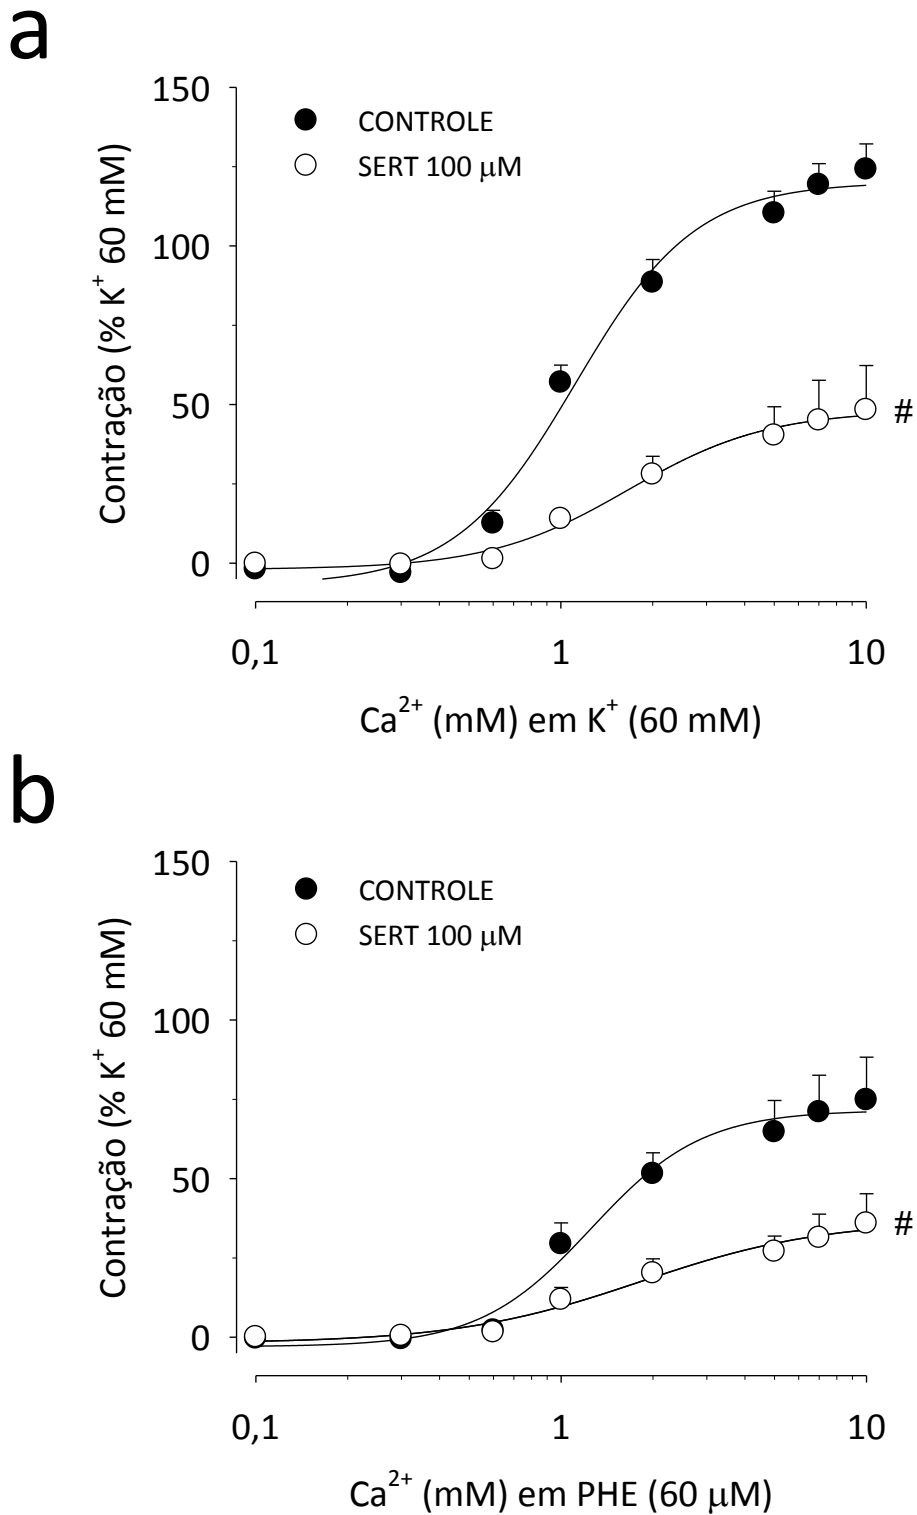 a
150
CONTROLE
SERT 100 μM
100
50
0
#
Contração (% K⁺ 60 mM)
0,1 1 10
Ca²⁺ (mM) em K⁺ (60 mM)
b
150
CONTROLE
SERT 100 μM
100
50
0
#
Contração (% K⁺ 60 mM)
0,1 1 10
Ca²⁺ (mM) em PHE (60 μM)